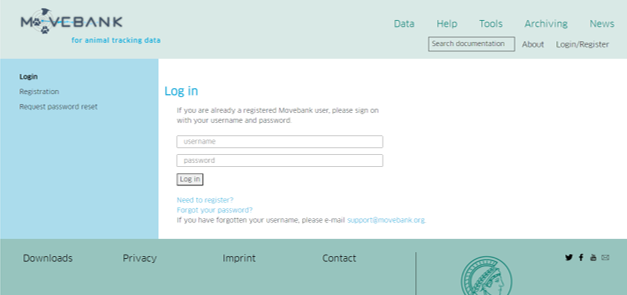 MOVEBANK
for animal tracking data
Data Help Tools Archiving News
Search documentation About Login/Register
Login
Registration
Request password reset
Log in
If you are already a registered Movebank user, please sign on
with your username and password.
username
password
Log in
Need to register?
Forgot your password?
If you have forgotten your username, please e-mail support@movebank.org.
Downloads Privacy Imprint Contact